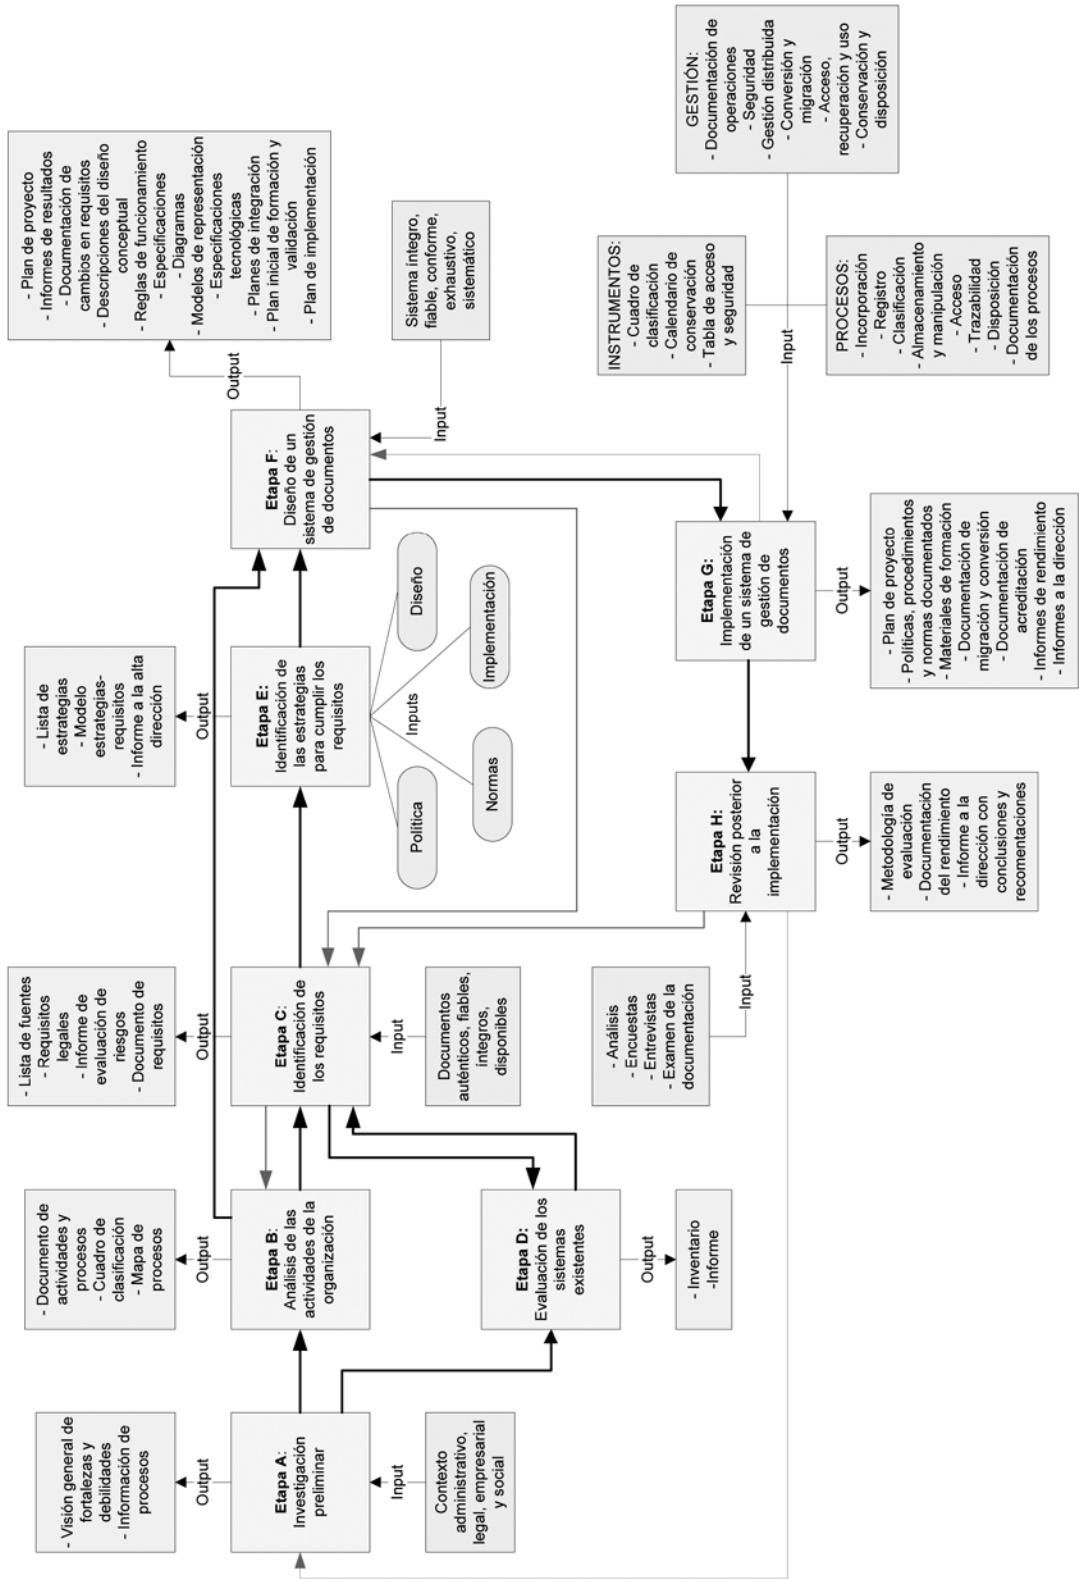 - Visión general de
fortalezas y
debilidades
- Información de
procesos
Output
Etapa A:
Investigación
preliminar
Input
Contexto
administrativo,
legal, empresarial
y social
- Documento de
actividades y
procesos
- Cuadro de
clasificación
- Mapa de
procesos
Output
Etapa B:
Análisis de las
actividades de la
organización
- Lista de fuentes
- Requisitos
legales
- Informe de
evaluación de
riesgos
- Documento de
requisitos
Output
Etapa C:
Identificación de
los requisitos
Input
Documentos
auténticos, fiables,
integros,
disponibles
Etapa D:
Evaluación de los
sistemas
existentes
Output
- Inventario
-Informe
- Lista de
estrategias
- Modelo
estrategias-
requisitos
- Informe a la alta
dirección
Output
Etapa E:
Identificación de
las estrategias
para cumplir los
requisitos
Inputs
Política
Normas
Implementación
Diseño
- Plan de proyecto
- Informes de resultados
- Documentación de
cambios en requisitos
- Descripciones del diseño
conceptual
- Reglas de funcionamiento
- Especificaciones
- Diagramas
- Modelos de representación
- Especificaciones
tecnológicas
- Planes de integración
- Plan inicial de formación y
validación
- Plan de implementación
Output
Etapa F:
Diseño de un
sistema de gestión
de documentos
Input
Sistema integro,
fiable, conforme,
exhaustivo,
sistemático
- Análisis
- Encuestas
- Entrevistas
- Examen de la
documentación
Input
Etapa H:
Revisión posterior
a la
implementación
Output
- Metodología de
evaluación
- Documentación
del rendimiento
- Informe a la
dirección con
conclusiones y
recomentaciones
Etapa G:
Implementación
de un sistema de
gestión de
documentos
Output
- Plan de proyecto
- Políticas, procedimientos
y normas documentados
- Materiales de formación
- Documentación de
migración y conversión
- Documentación de
acreditación
- Informes de rendimiento
- Informes a la dirección
Input
INSTRUMENTOS:
- Cuadro de
clasificación
- Calendario de
conservación
- Tabla de acceso
y seguridad
PROCESOS:
- Incorporación
- Registro
- Clasificación
- Almacenamiento
y manipulación
- Acceso
- Trazabilidad
- Disposición
- Documentación
de los procesos
GESTIÓN:
- Documentación de
operaciones
- Seguridad
- Gestión distribuida
- Conversión y
migración
- Acceso,
recuperación y uso
- Conservación y
disposición